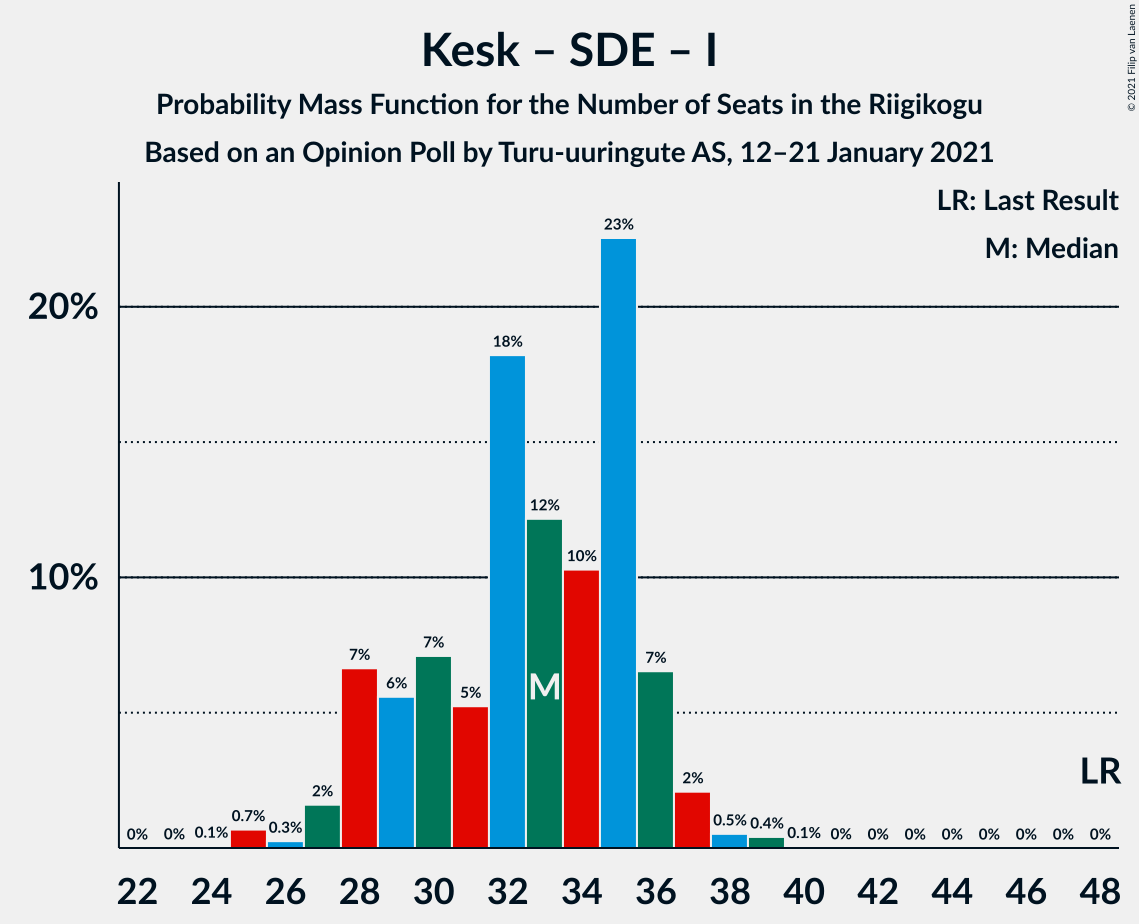 Kesk – SDE – I
Probability Mass Function for the Number of Seats in the Riigikogu
Based on an Opinion Poll by Turu-uuringute AS, 12–21 January 2021
© 2021 Filip van Laenen
LR: Last Result
M: Median
20%
10%
0% 0% 0.1% 0.7% 0.3% 2% 7% 6% 7% 5% 18% 12% 10% 23% 7% 2% 0.5% 0.4% 0.1% 0% 0% 0% 0% 0% 0% 0% 0%
M
LR
22 24 26 28 30 32 34 36 38 40 42 44 46 48